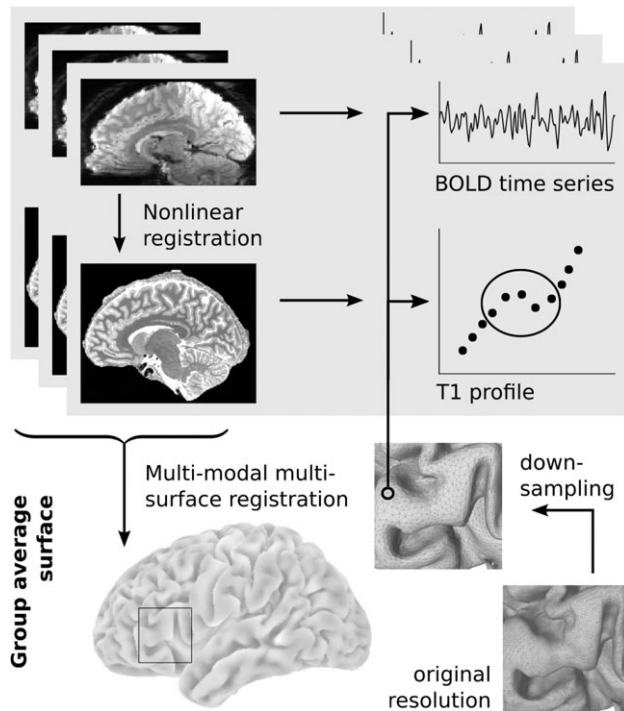 BOLD time series
Nonlinear
registration
T1 profile
Multi-modal multi-
surface registration
down-
sampling
Group average
surface
original
resolution